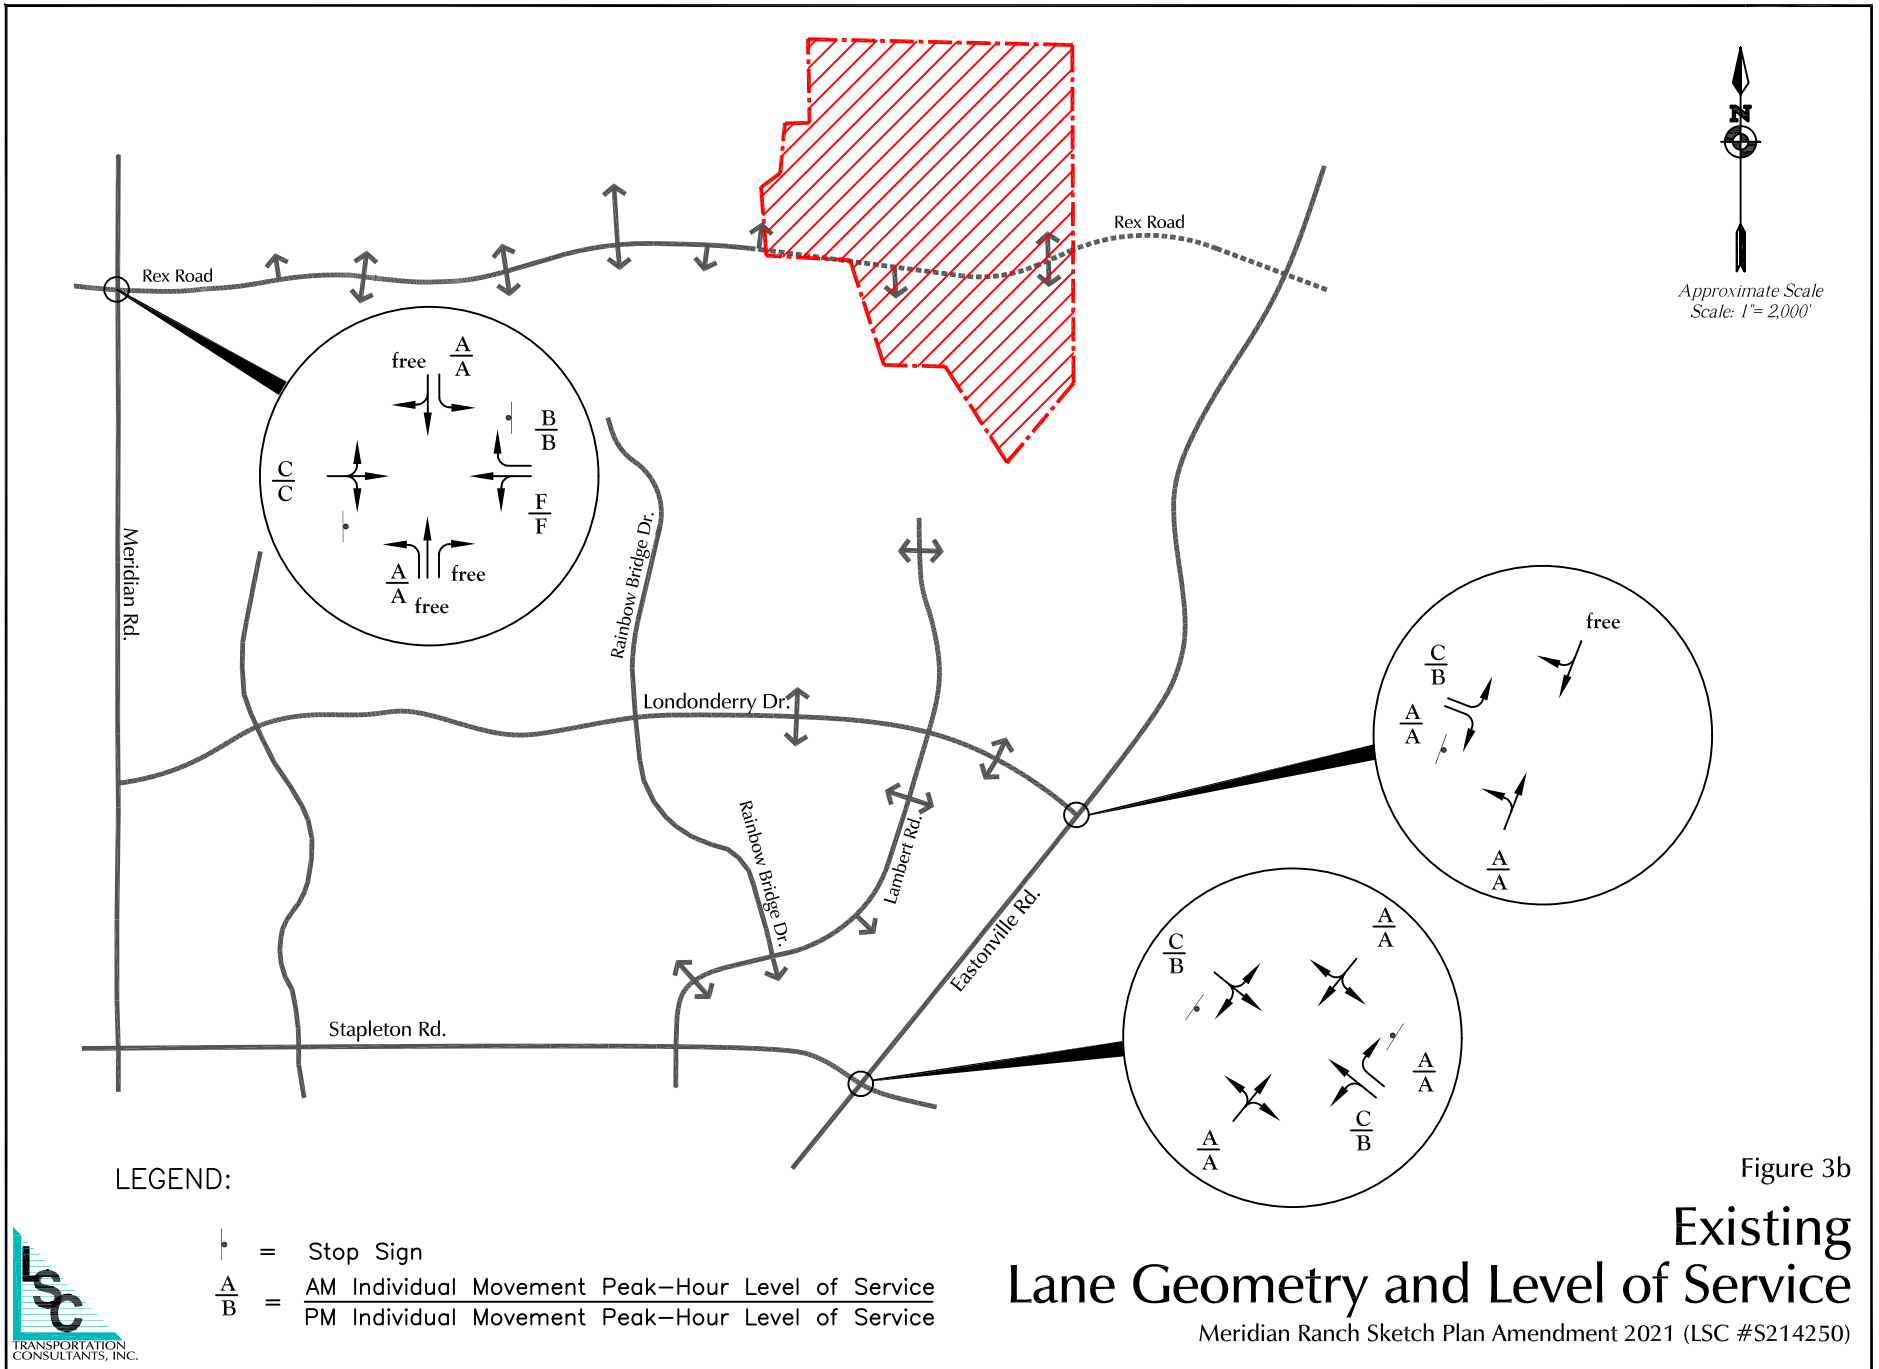 N
Approximate Scale
Scale: 1"= 2,000'
Rex Road
Rex Road
free
A
A
B
B
C
C
F
F
A
A
free
free
Meridian Rd.
Rainbow Bridge Dr.
Londonderry Dr.
Rainbow Bridge Dr.
Lambert Rd.
Eastonville Rd.
Stapleton Rd.
free
C
B
A
A
A
A
A
A
C
B
A
A
C
B
A
A
LEGEND:
= Stop Sign
A
B
=
AM Individual Movement Peak-Hour Level of Service
PM Individual Movement Peak-Hour Level of Service
LSC
TRANSPORTATION
CONSULTANTS, INC.
Figure 3b
Existing
Lane Geometry and Level of Service
Meridian Ranch Sketch Plan Amendment 2021 (LSC #S214250)